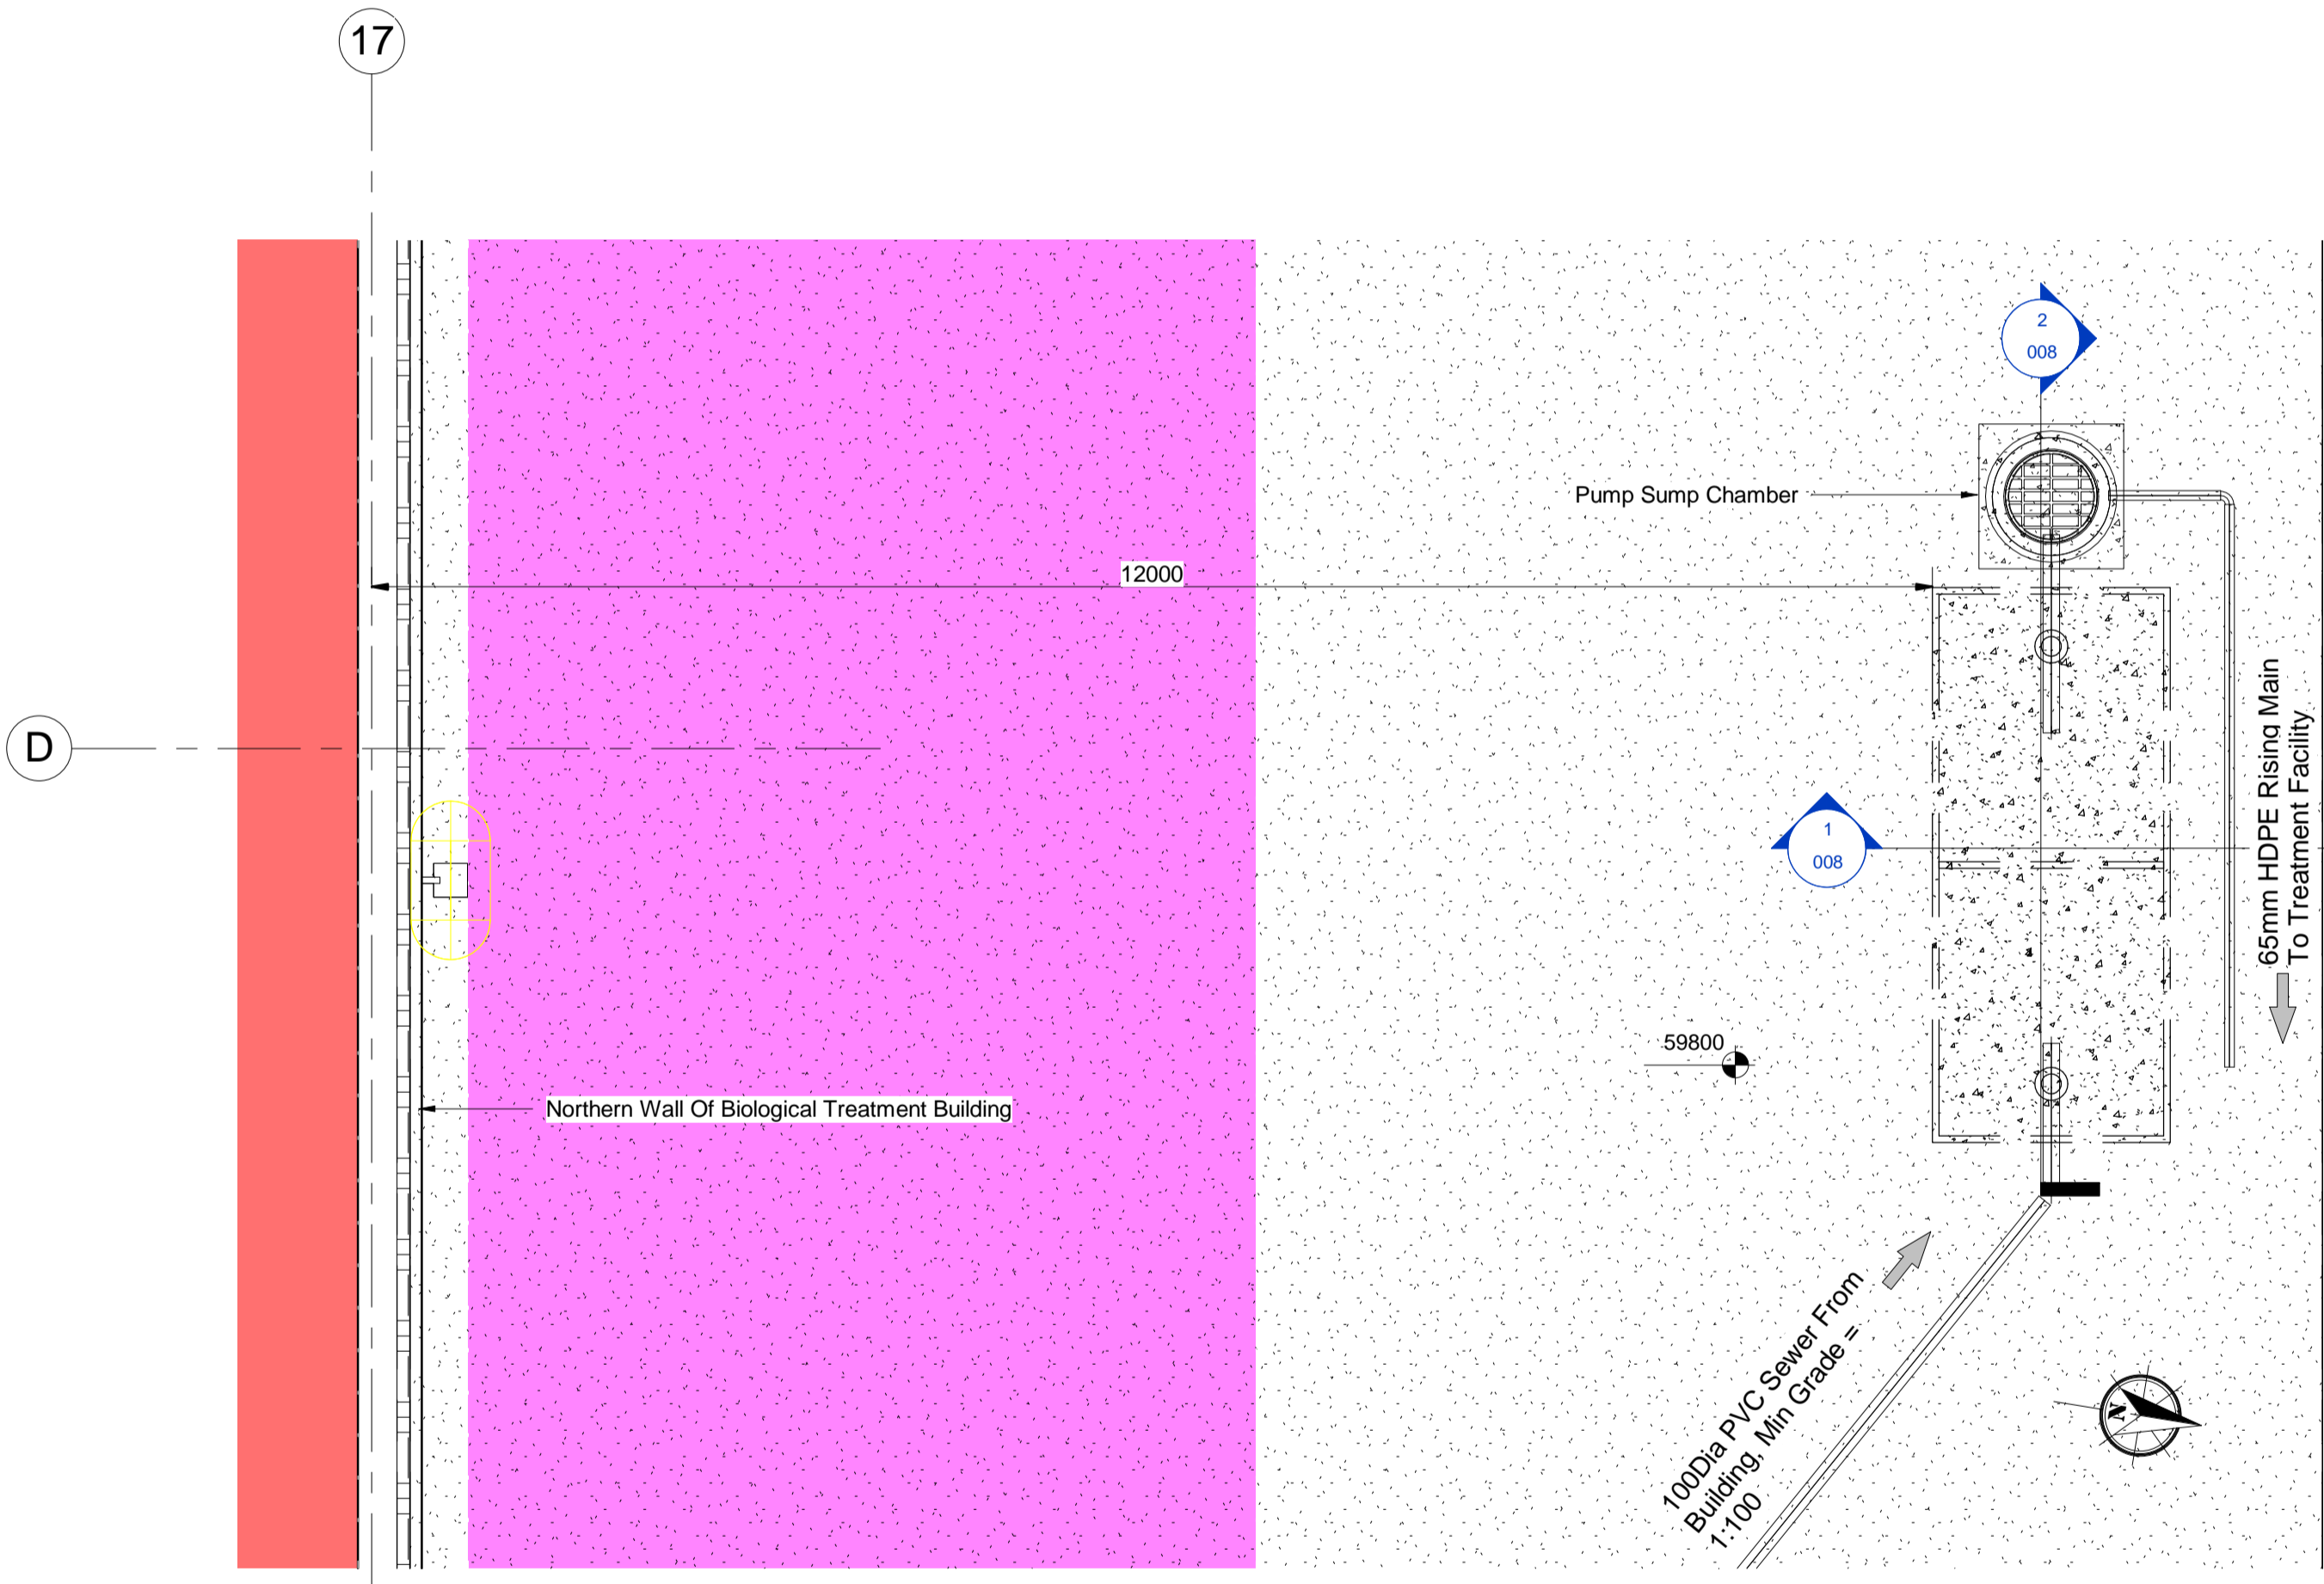 17
2
008
Pump Sump Chamber
12000
65mm HDPE Rising Main
To Treatment Facility
D
1
008
59800
Northern Wall Of Biological Treatment Building
100Dia PVC Sewer From
Building, Min Grade =
1:100
N